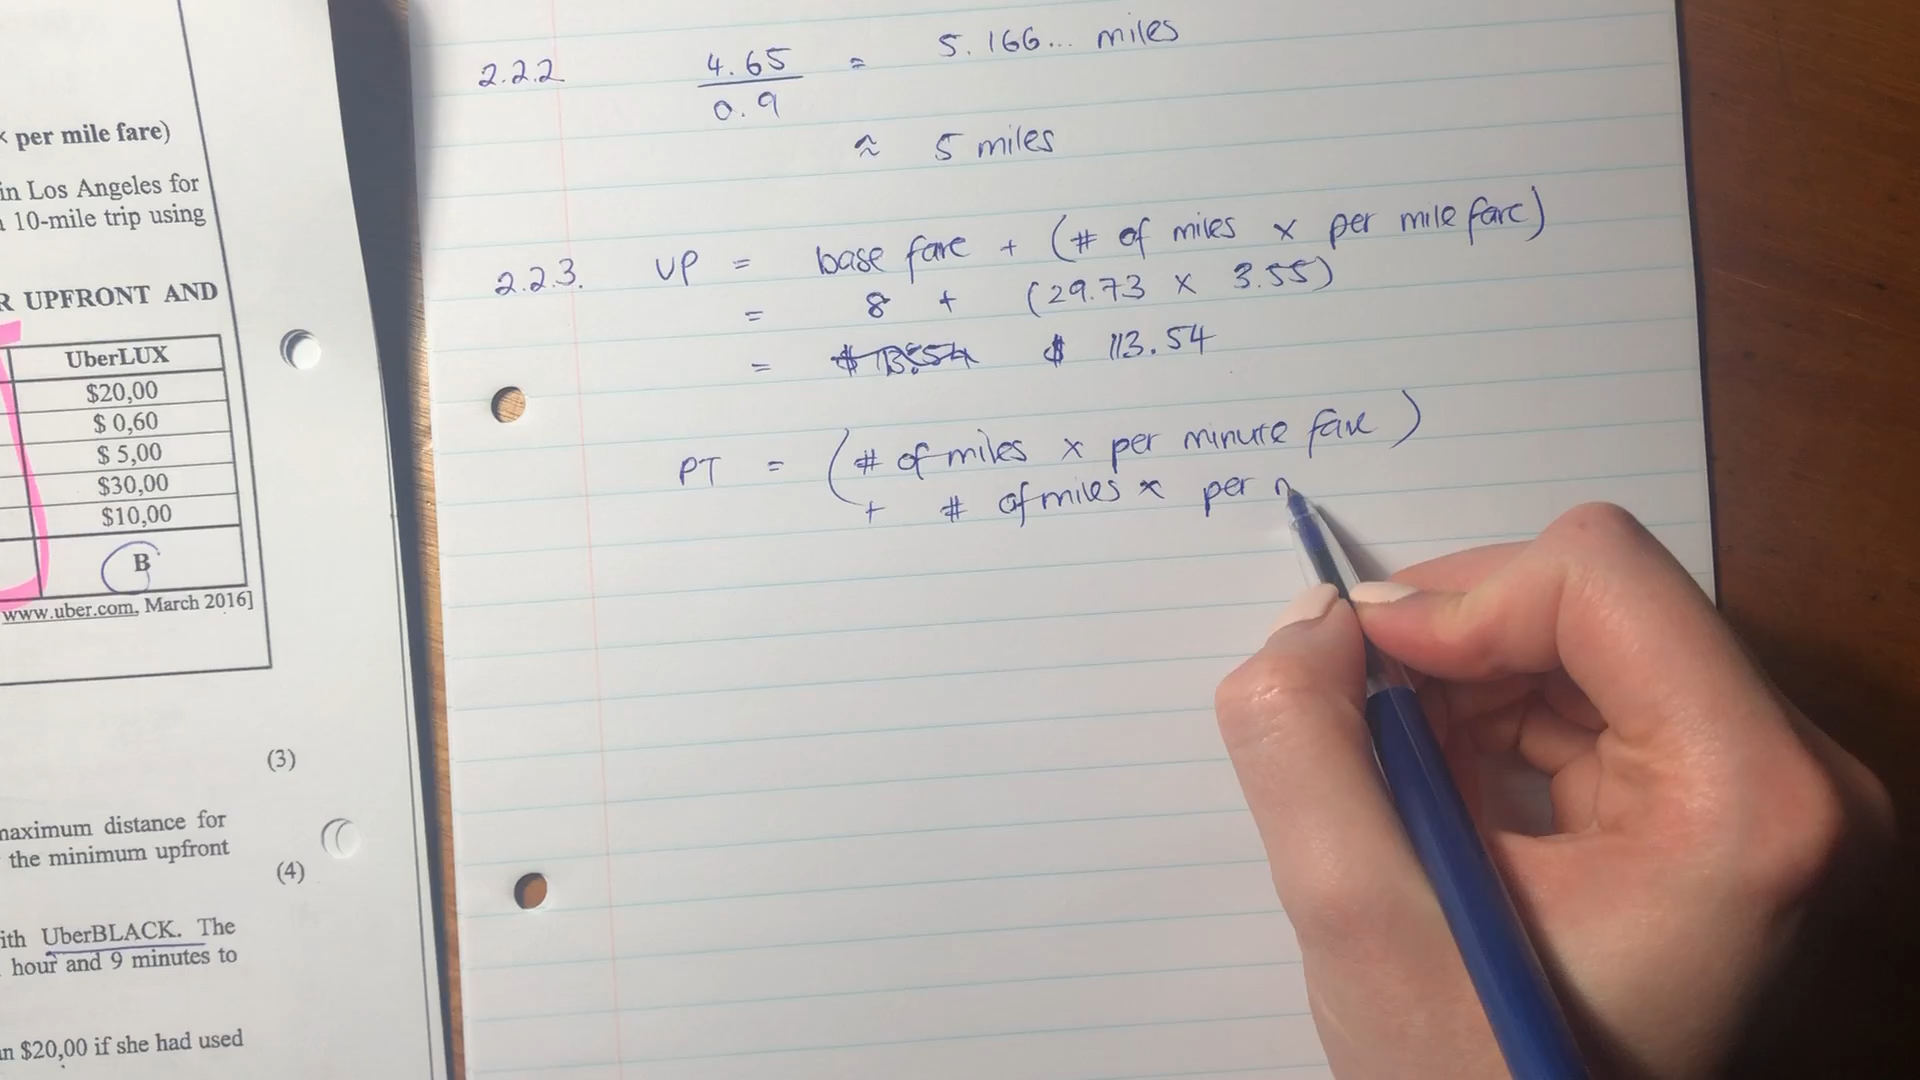 per mile fare)
in Los Angeles for
10-mile trip using
R UPFRONT AND
UberLUX
$20,00
$ 0,60
$ 5,00
$30,00
$10,00
B
www.uber.com, March 2016]
(3)
maximum distance for
the minimum upfront
(4)
ith UberBLACK. The
hour and 9 minutes to
an $20,00 if she had used
2.2.2 4.65 / 0.9 = 5.166... miles
≈ 5 miles
2.2.3. UP = base fare + (# of miles x per mile fare)
= 8 + (29.73 x 3.55)
= $ 113.54
PT = (# of miles x per minute fare)
+ # of miles x per